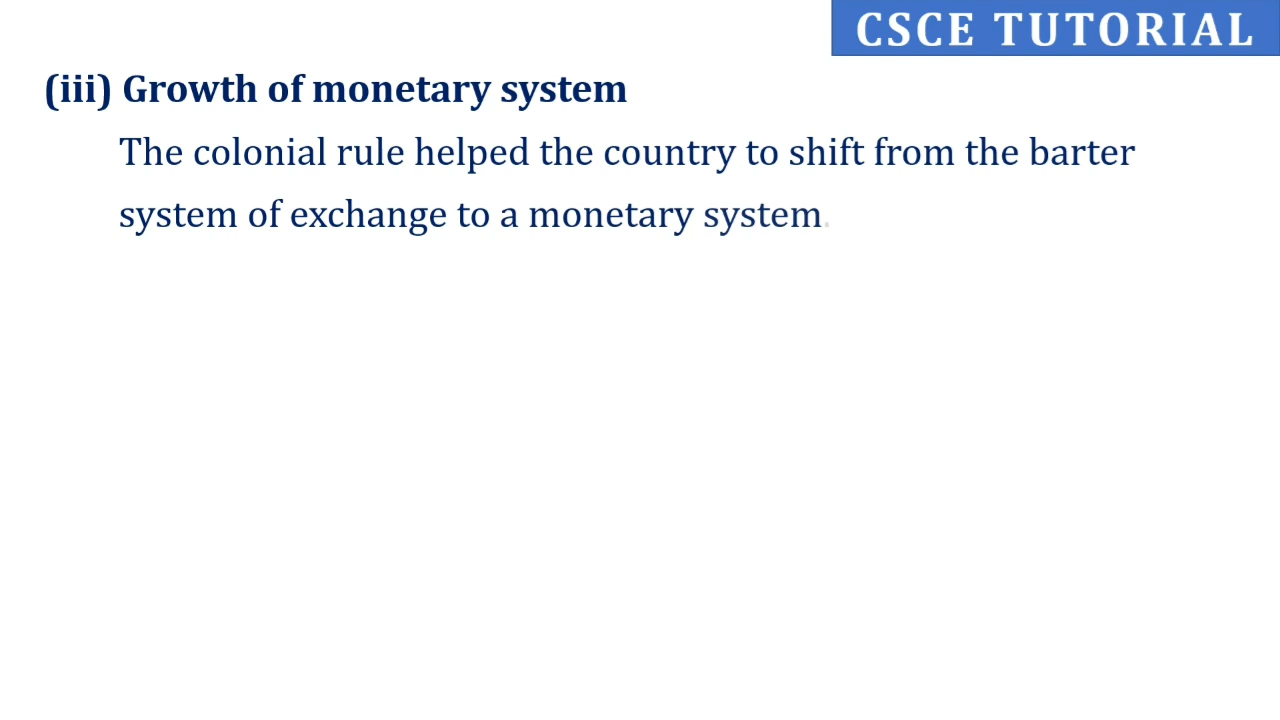 CSCE TUTORIAL
(iii) Growth of monetary system
The colonial rule helped the country to shift from the barter
system of exchange to a monetary system.